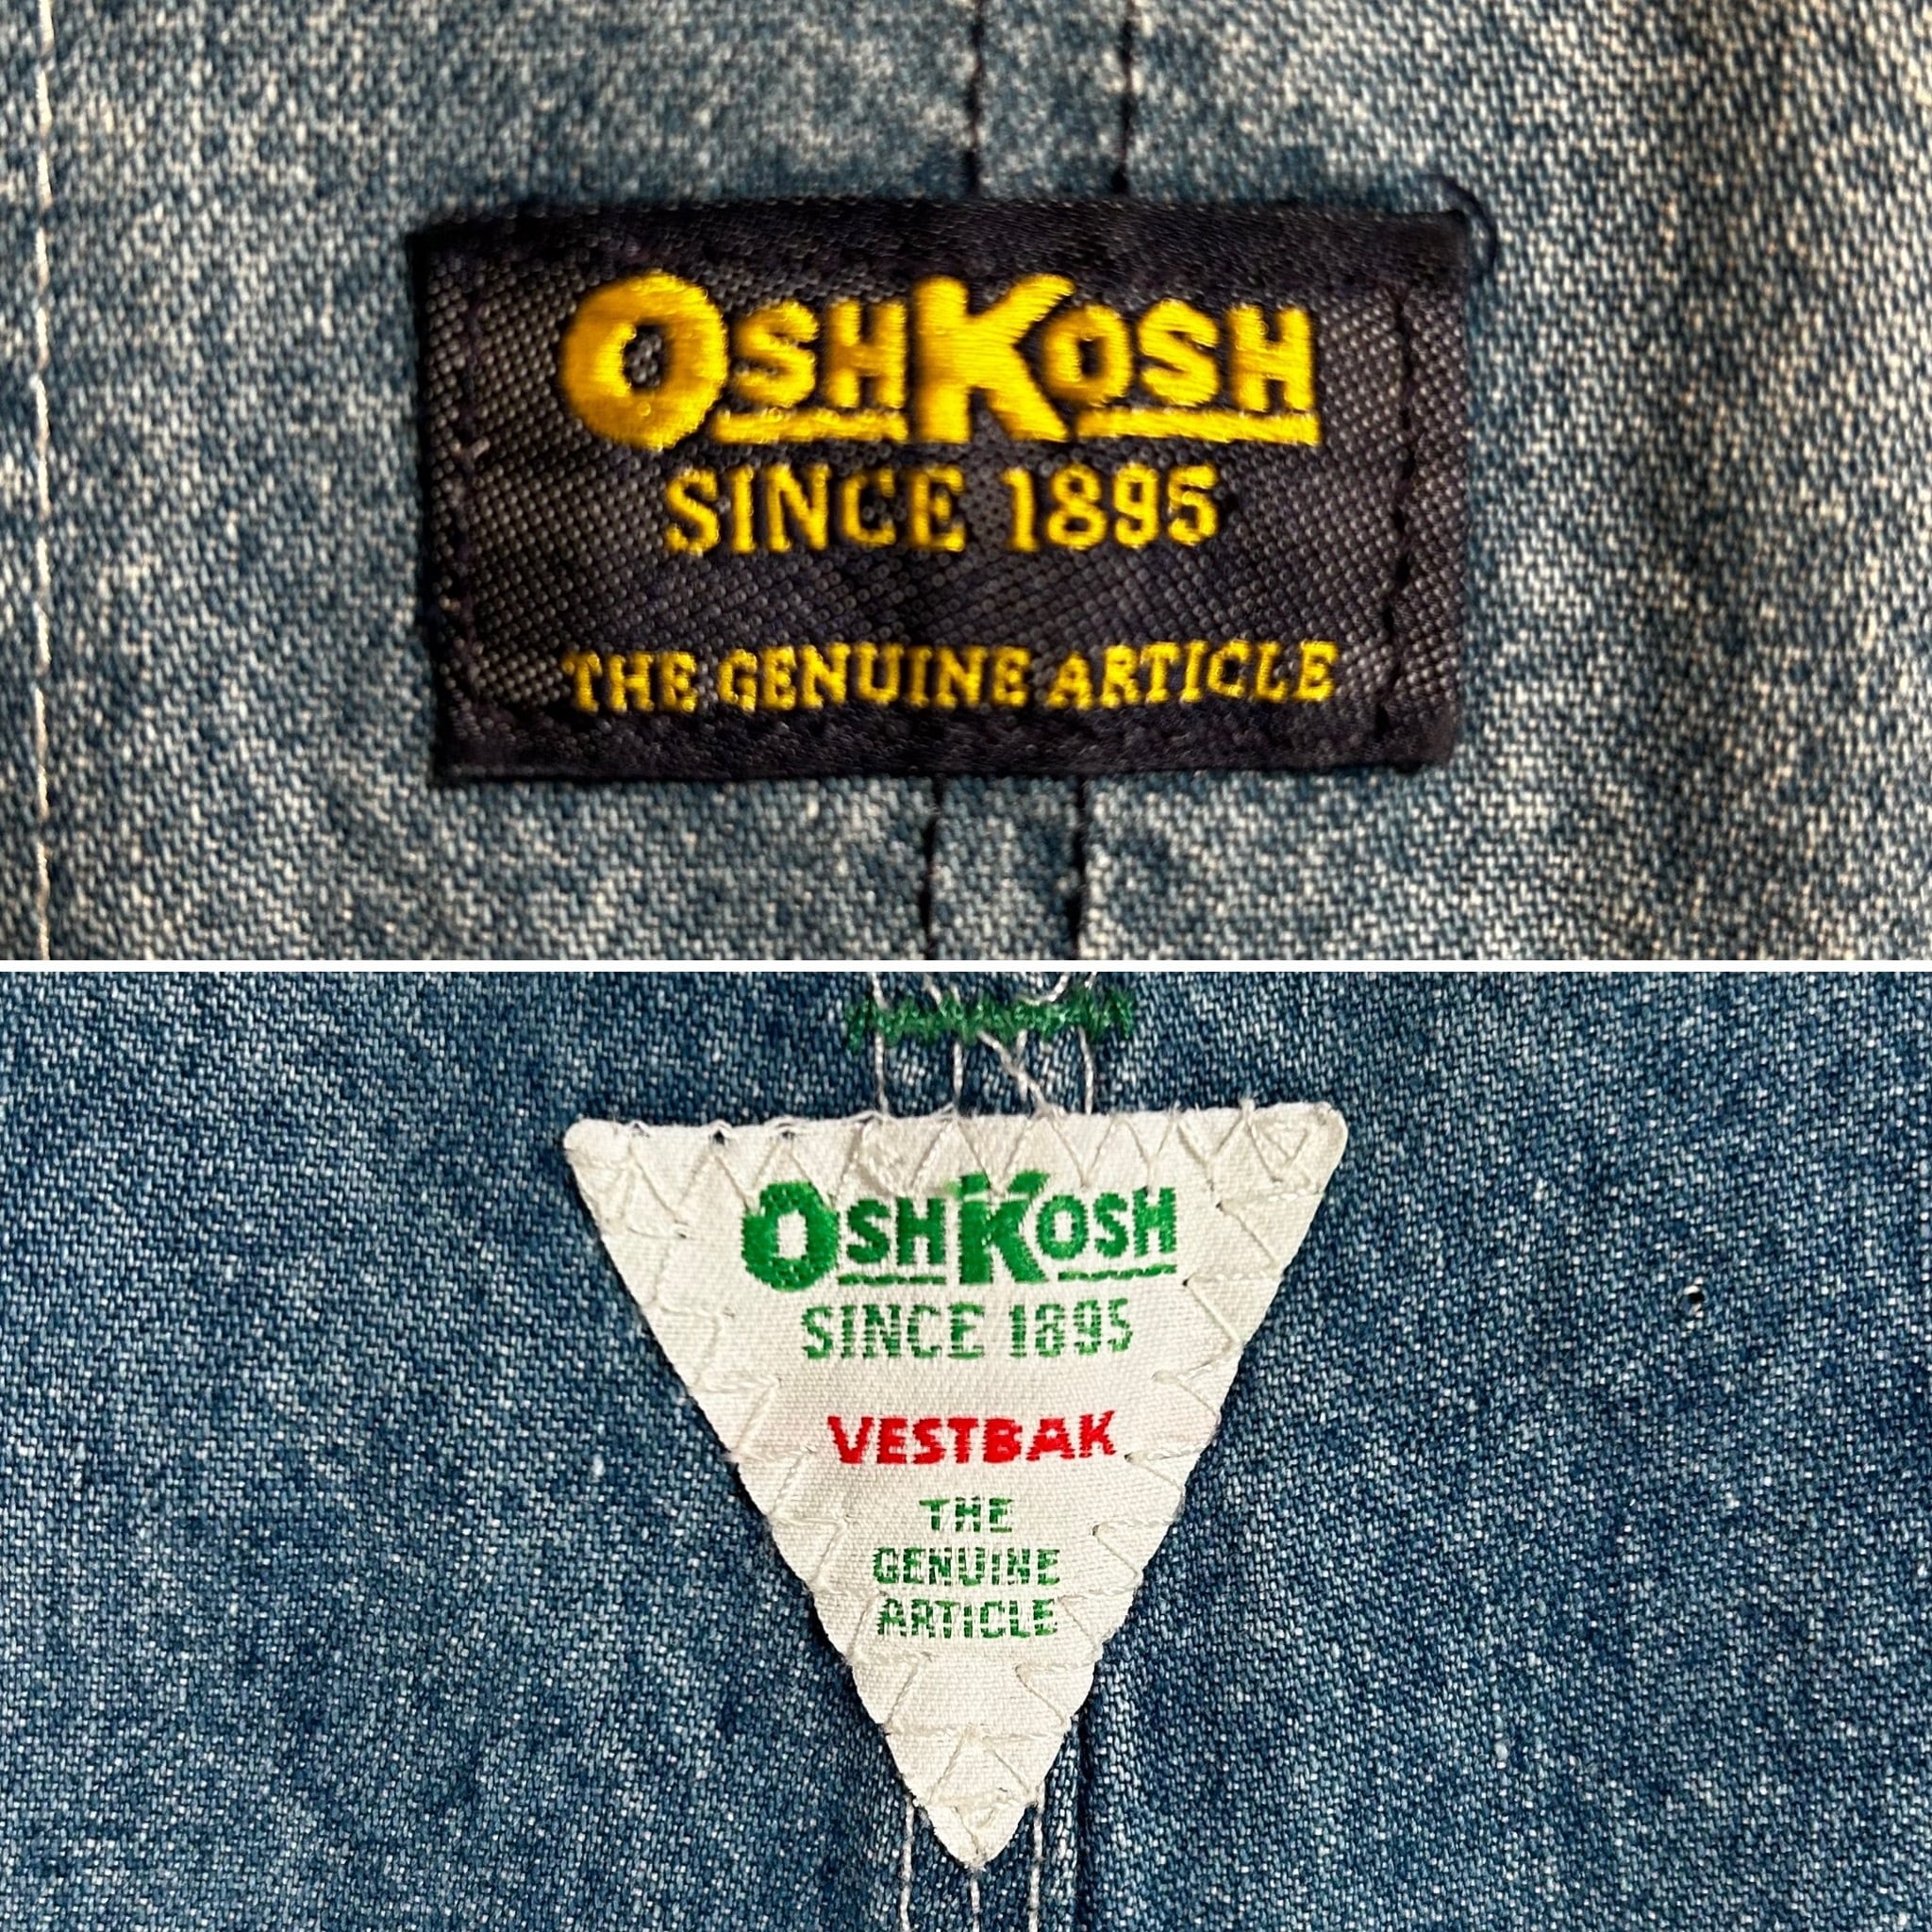 OSHKOSH
SINCE 1895
THE GENUINE ARTICLE
OSHKOSH
SINCE 1895
VESTBAK
THE
GENUINE
ARTICLE